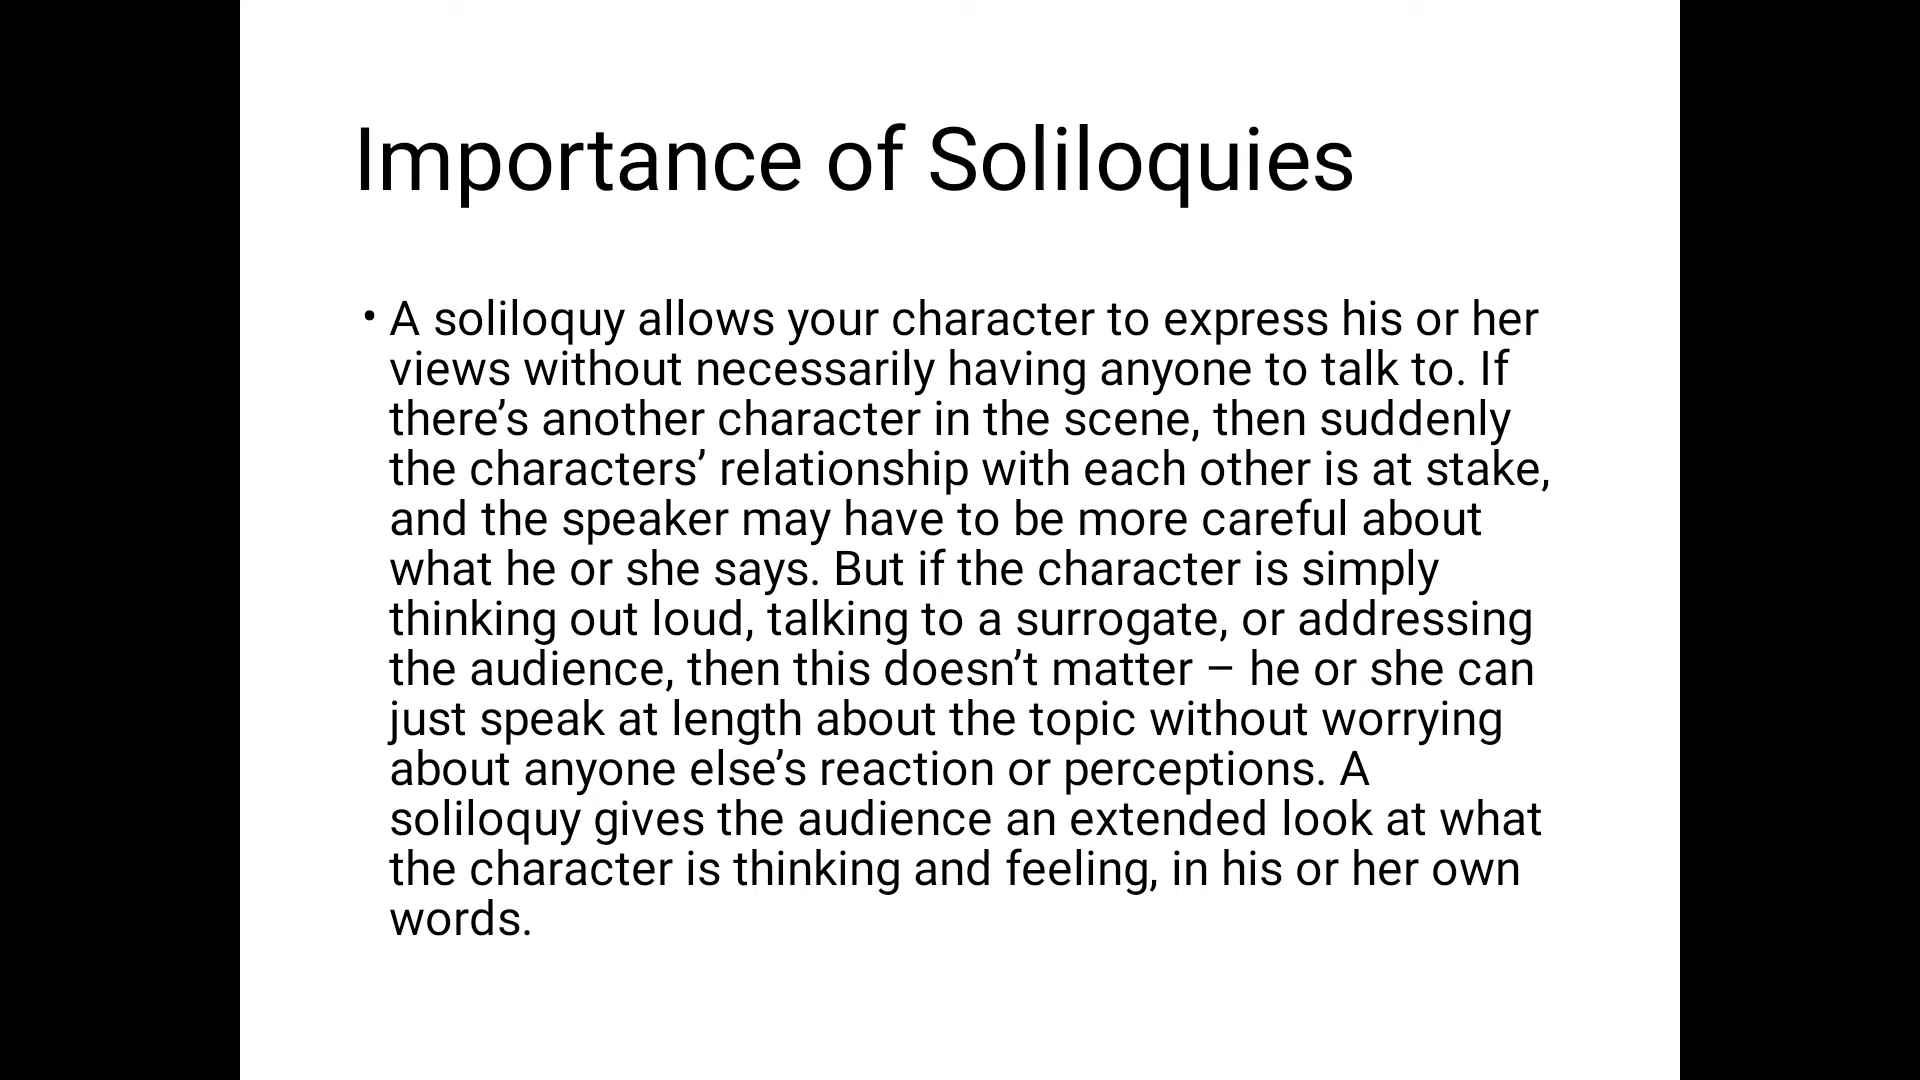 Importance of Soliloquies
• A soliloquy allows your character to express his or her
views without necessarily having anyone to talk to. If
there’s another character in the scene, then suddenly
the characters’ relationship with each other is at stake,
and the speaker may have to be more careful about
what he or she says. But if the character is simply
thinking out loud, talking to a surrogate, or addressing
the audience, then this doesn’t matter – he or she can
just speak at length about the topic without worrying
about anyone else’s reaction or perceptions. A
soliloquy gives the audience an extended look at what
the character is thinking and feeling, in his or her own
words.